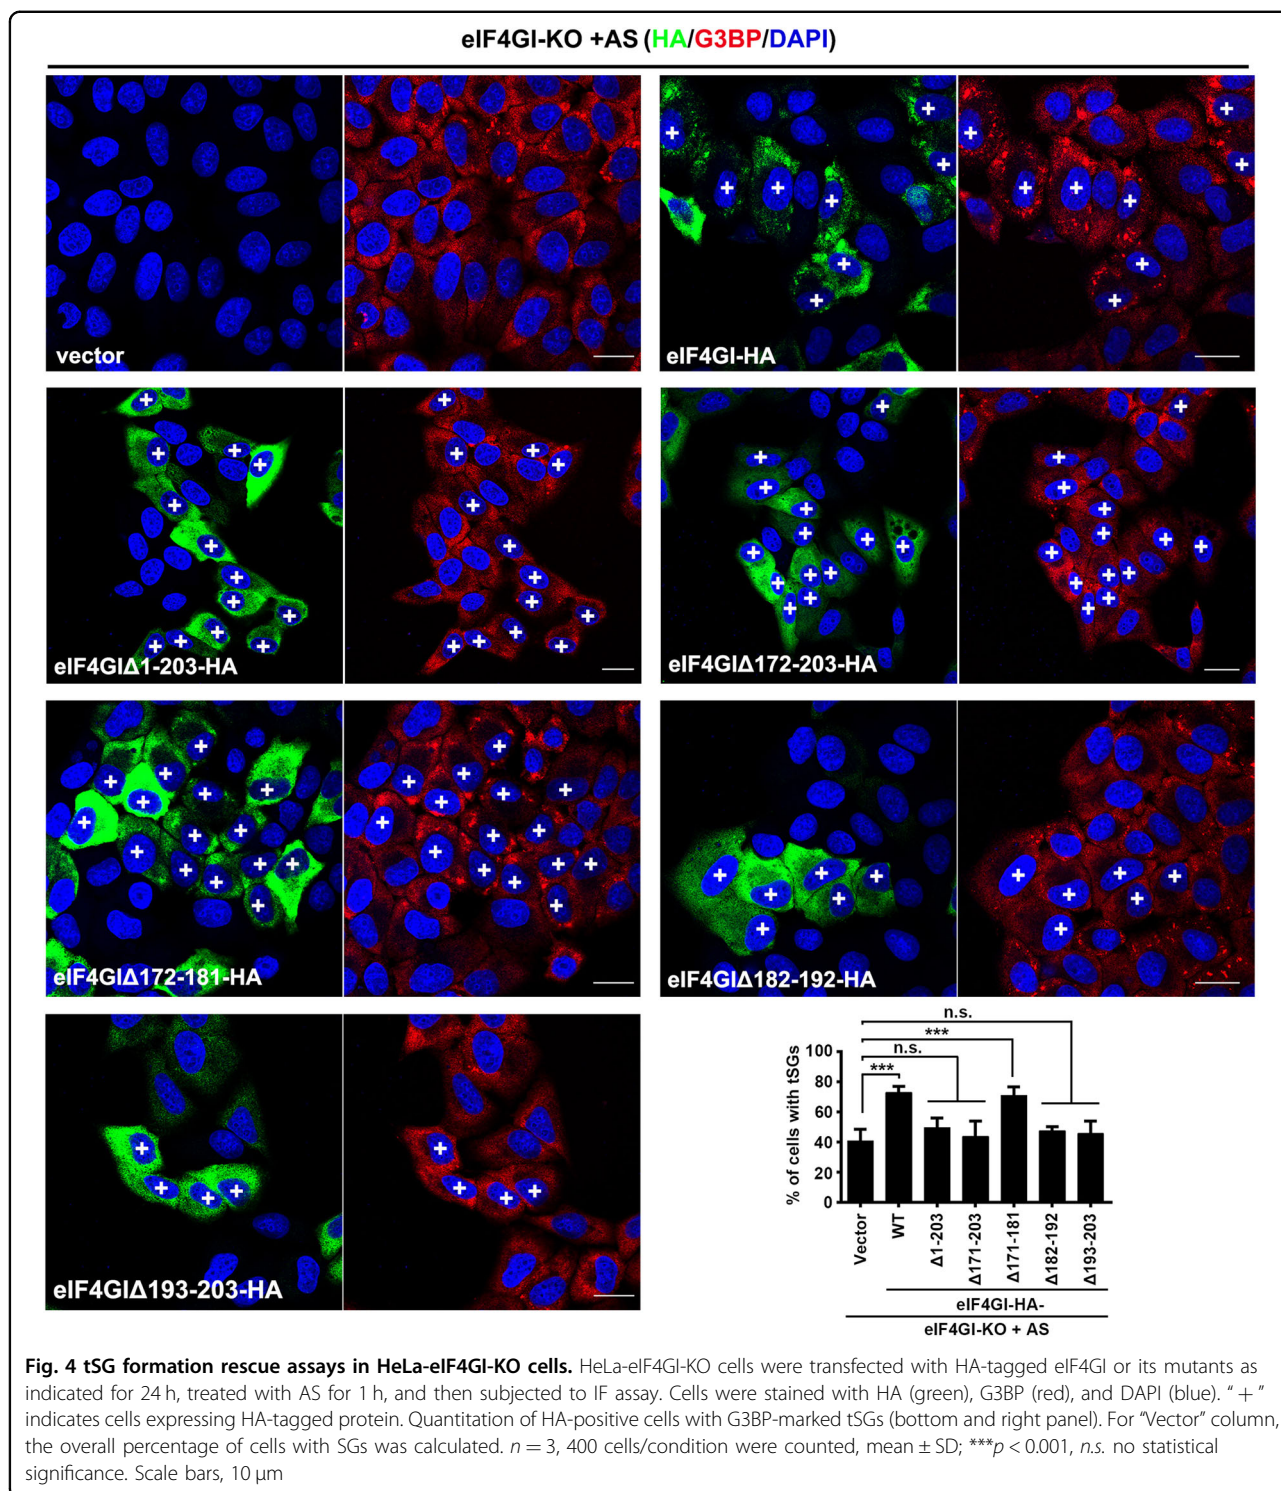 eIF4GI-KO +AS (HA/G3BP/DAPI)
vector
eIF4GI-HA
eIF4GIΔ1-203-HA
eIF4GIΔ172-203-HA
eIF4GIΔ172-181-HA
eIF4GIΔ182-192-HA
eIF4GIΔ193-203-HA
n.s.
***
n.s.
***
% of cells with tSGs
100
80
60
40
20
0
Vector
WT
Δ1-203
Δ171-203
Δ171-181
Δ182-192
Δ193-203
eIF4GI-HA-
eIF4GI-KO + AS
Fig. 4 tSG formation rescue assays in HeLa-eIF4GI-KO cells. HeLa-eIF4GI-KO cells were transfected with HA-tagged eIF4GI or its mutants as
indicated for 24 h, treated with AS for 1 h, and then subjected to IF assay. Cells were stained with HA (green), G3BP (red), and DAPI (blue). “ + ”
indicates cells expressing HA-tagged protein. Quantitation of HA-positive cells with G3BP-marked tSGs (bottom and right panel). For “Vector” column,
the overall percentage of cells with SGs was calculated. n = 3, 400 cells/condition were counted, mean ± SD; ***p < 0.001, n.s. no statistical
significance. Scale bars, 10 μm